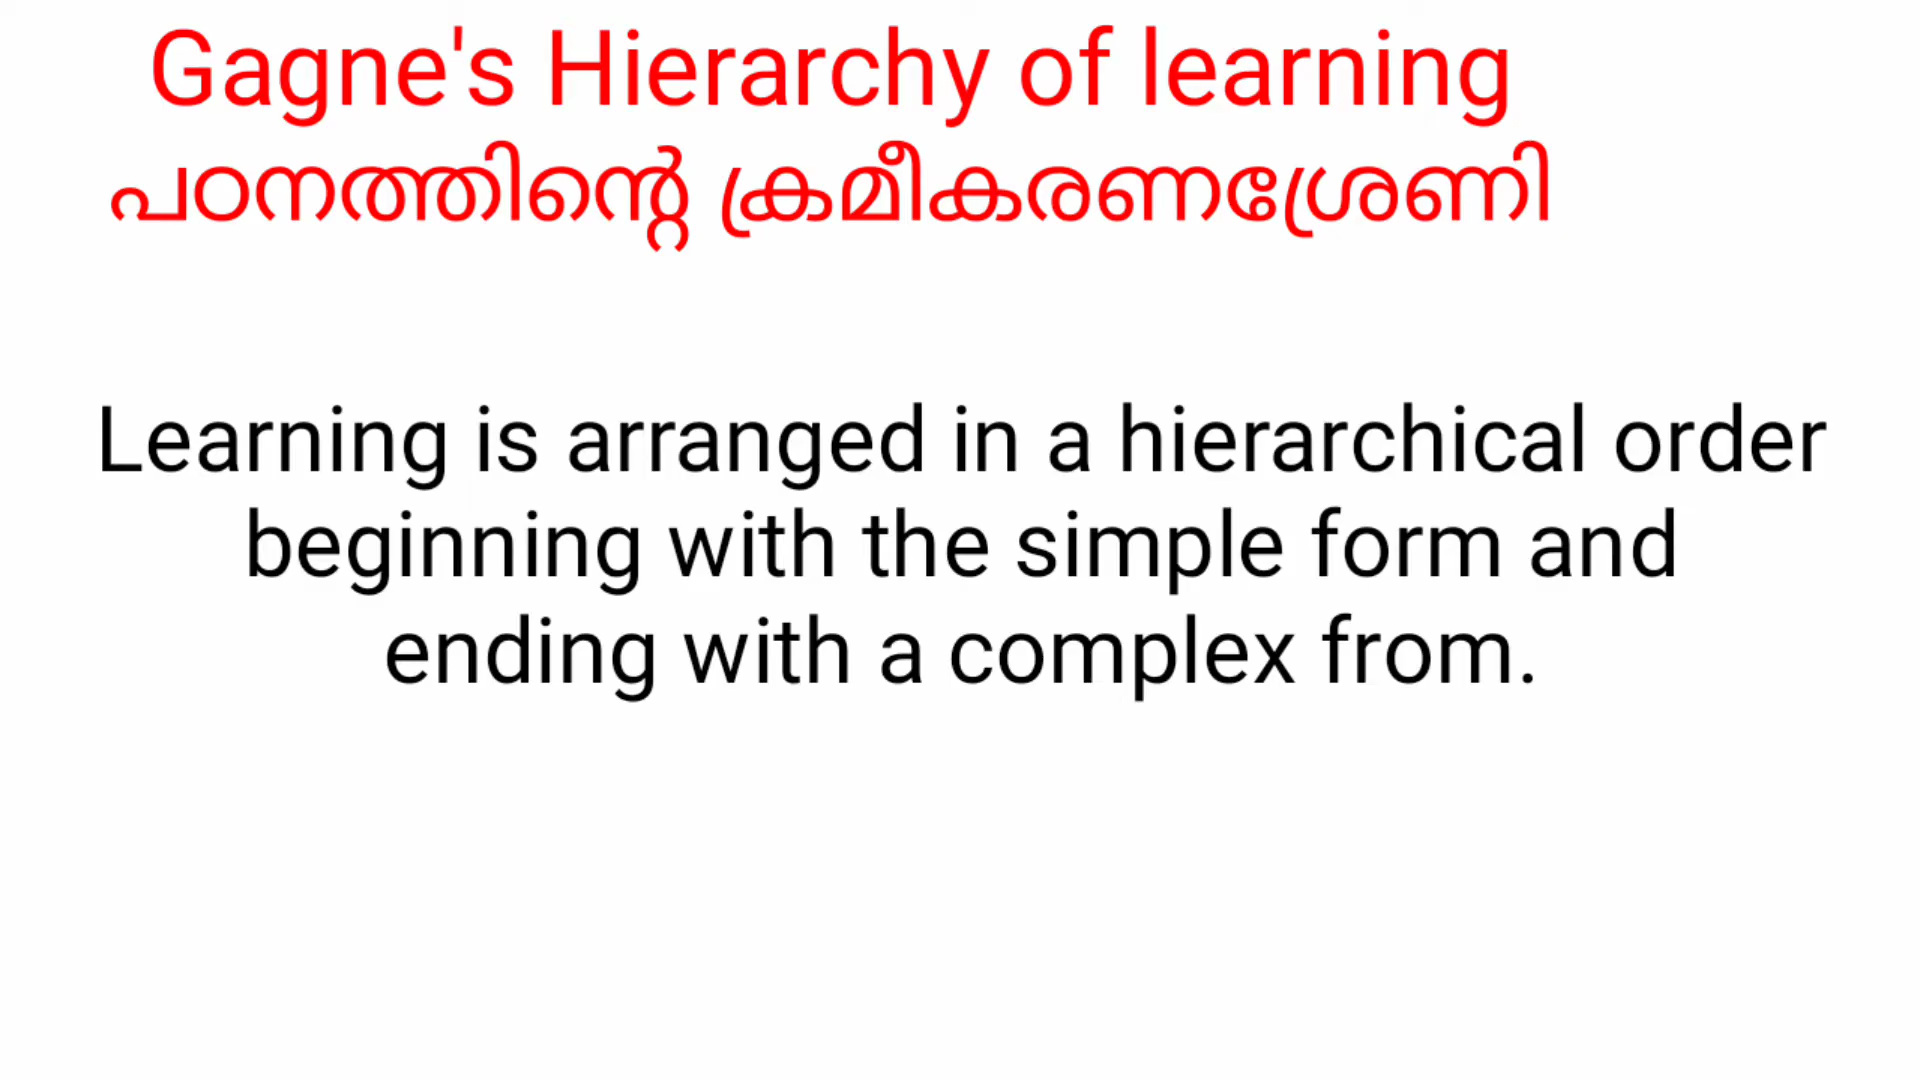 Gagne's Hierarchy of learning
പഠനത്തിന്റെ ക്രമീകരണശ്രേണി
Learning is arranged in a hierarchical order
beginning with the simple form and
ending with a complex from.